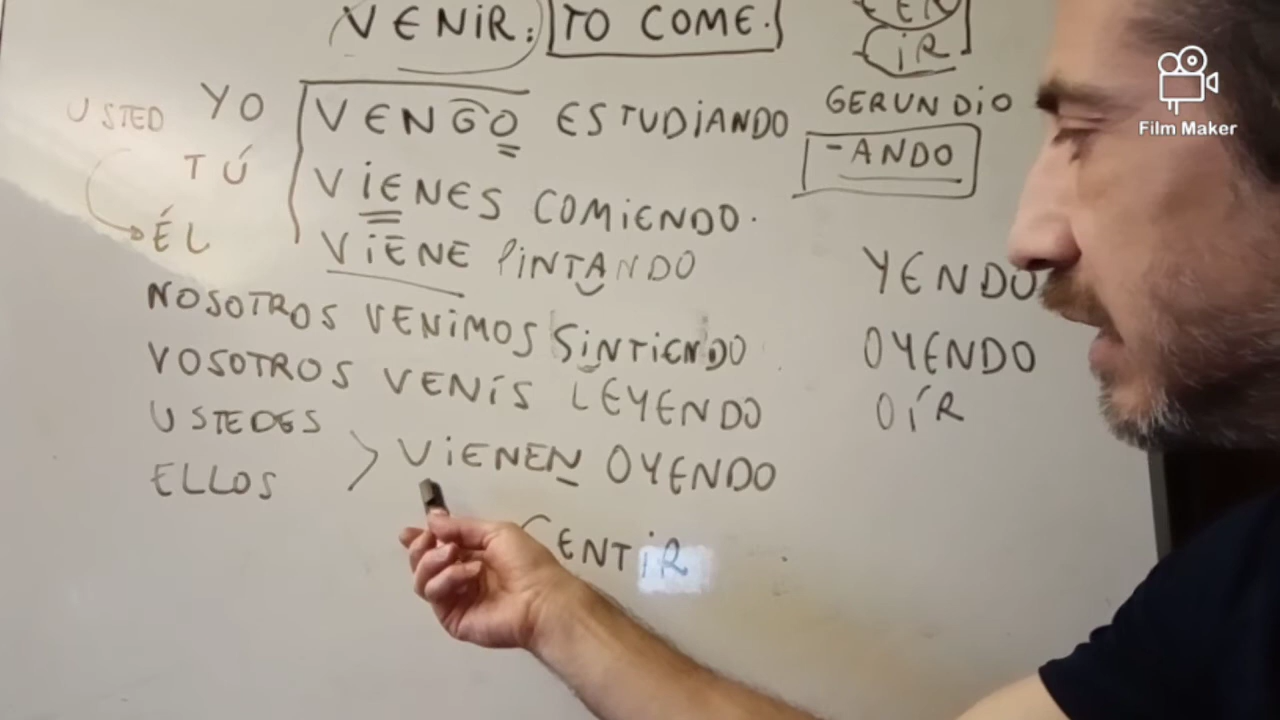 VENIR: TO COME.
ER
IR
USTED YO VENGO ESTUDIANDO GERUNDIO
TÚ VIENES COMIENDO. -ANDO
ÉL VIENE PINTANDO YENDO
NOSOTROS VENIMOS SINTIENDO OYENDO
VOSOTROS VENÍS LEYENDO OÍR
USTEDES
ELLOS > VIENEN OYENDO
SENTIR
Film Maker